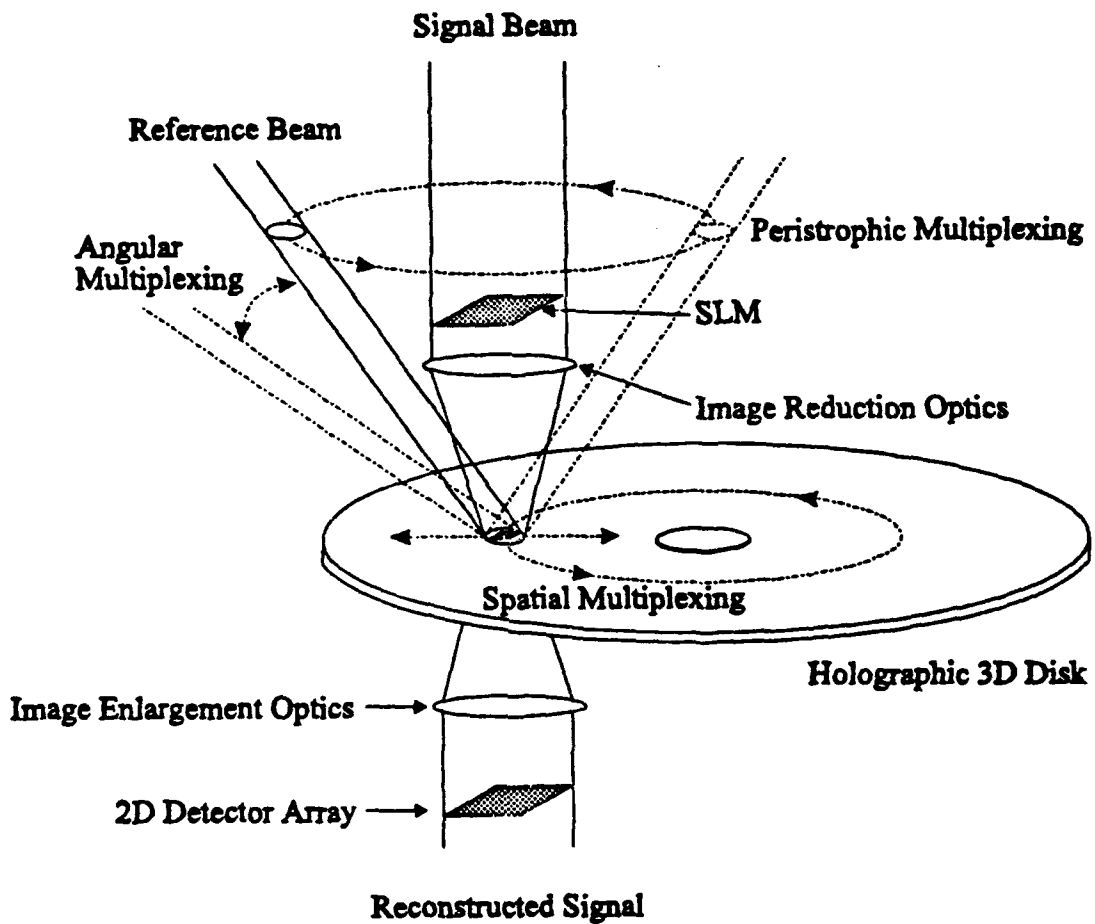 Signal Beam
Reference Beam
Angular
Multiplexing
Peristrophic Multiplexing
SLM
Image Reduction Optics
Spatial Multiplexing
Holographic 3D Disk
Image Enlargement Optics
2D Detector Array
Reconstructed Signal